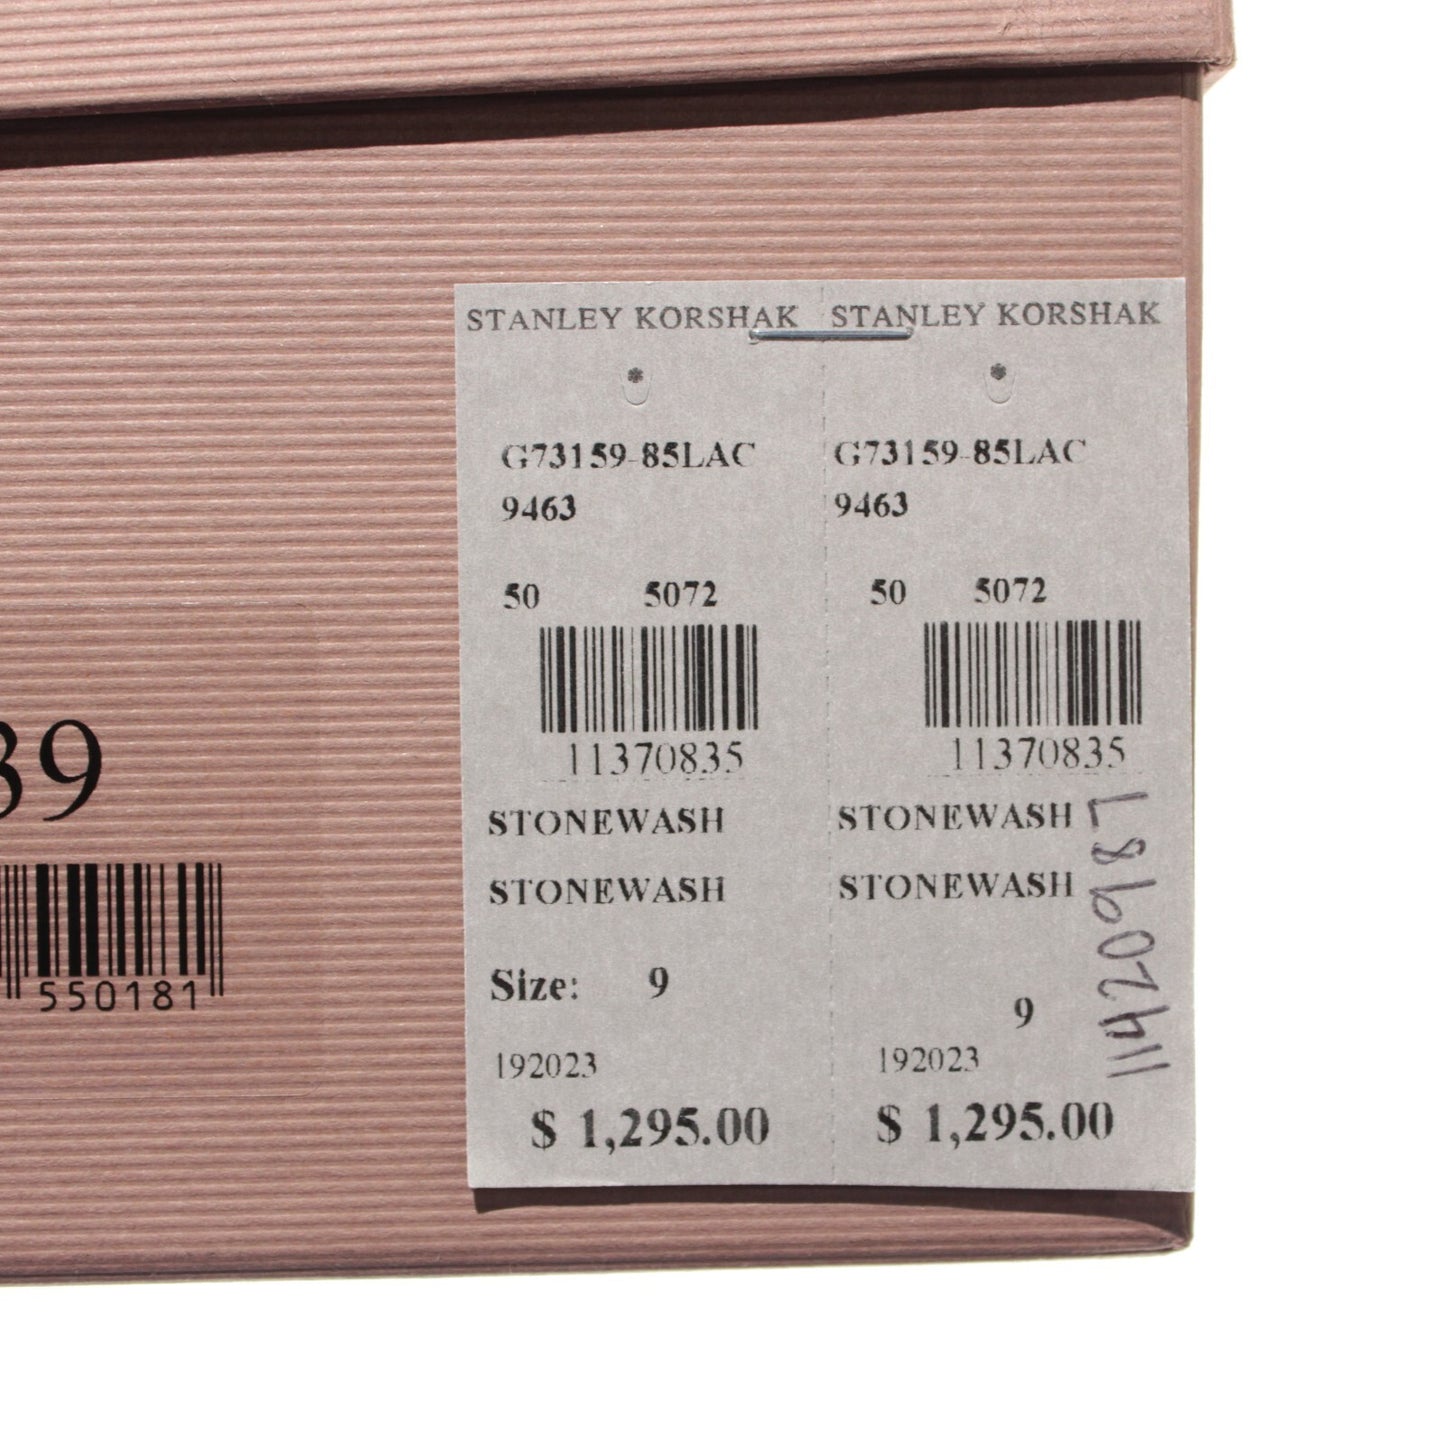 STANLEY KORSHAK
G73159-85LAC
9463
50 5072
11370835
STONEWASH
STONEWASH
Size: 9
192023
$ 1,295.00
STANLEY KORSHAK
G73159-85LAC
9463
50 5072
11370835
STONEWASH
STONEWASH
9
192023
$ 1,295.00
11420987
39
550181